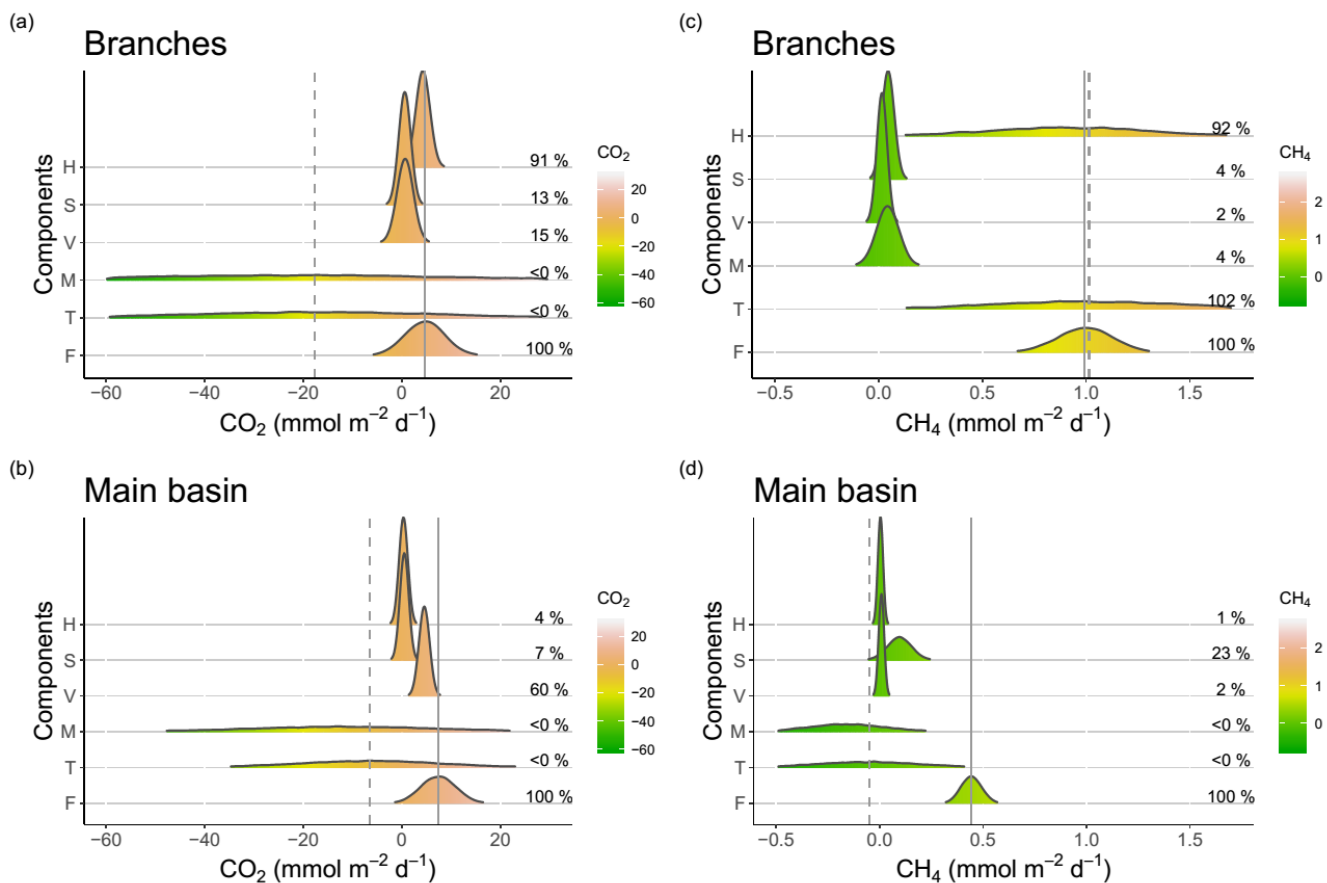 (a)
Branches
Components
H
S
V
M
T
F
91 %
13 %
15 %
<0 %
<0 %
100 %
−60
−40
−20
0
20
CO₂ (mmol m⁻² d⁻¹)
CO₂
20
0
−20
−40
−60
(c)
Branches
Components
H
S
V
M
T
F
92 %
4 %
2 %
4 %
102 %
100 %
−0.5
0.0
0.5
1.0
1.5
CH₄ (mmol m⁻² d⁻¹)
CH₄
2
1
0
(b)
Main basin
Components
H
S
V
M
T
F
4 %
7 %
60 %
<0 %
<0 %
100 %
−60
−40
−20
0
20
CO₂ (mmol m⁻² d⁻¹)
CO₂
20
0
−20
−40
−60
(d)
Main basin
Components
H
S
V
M
T
F
1 %
23 %
2 %
<0 %
<0 %
100 %
−0.5
0.0
0.5
1.0
1.5
CH₄ (mmol m⁻² d⁻¹)
CH₄
2
1
0